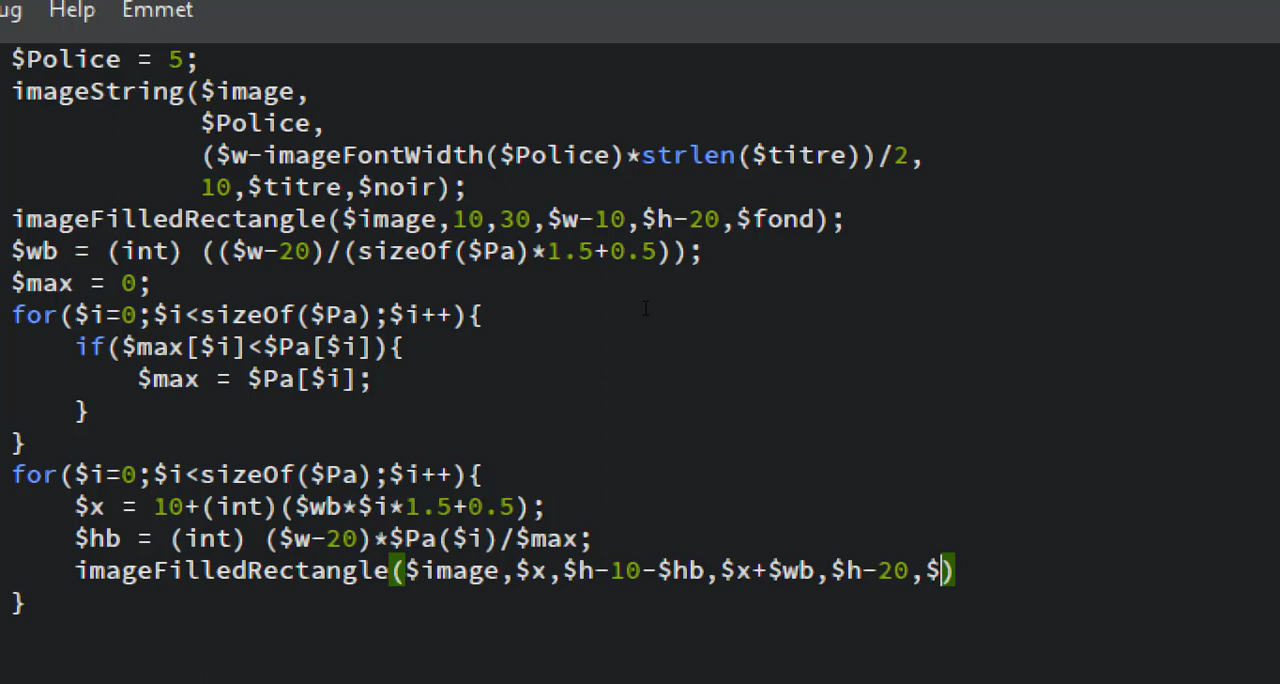 ug Help Emmet
$Police = 5;
imageString($image,
$Police,
($w-imageFontWidth($Police)*strlen($titre))/2,
10,$titre,$noir);
imageFilledRectangle($image,10,30,$w-10,$h-20,$fond);
$wb = (int) (($w-20)/(sizeOf($Pa)*1.5+0.5));
$max = 0;
for($i=0;$i<sizeOf($Pa);$i++){
if($max[$i]<$Pa[$i]){
$max = $Pa[$i];
}
}
for($i=0;$i<sizeOf($Pa);$i++){
$x = 10+(int)($wb*$i*1.5+0.5);
$hb = (int) ($w-20)*$Pa($i)/$max;
imageFilledRectangle($image,$x,$h-10-$hb,$x+$wb,$h-20,$)
}